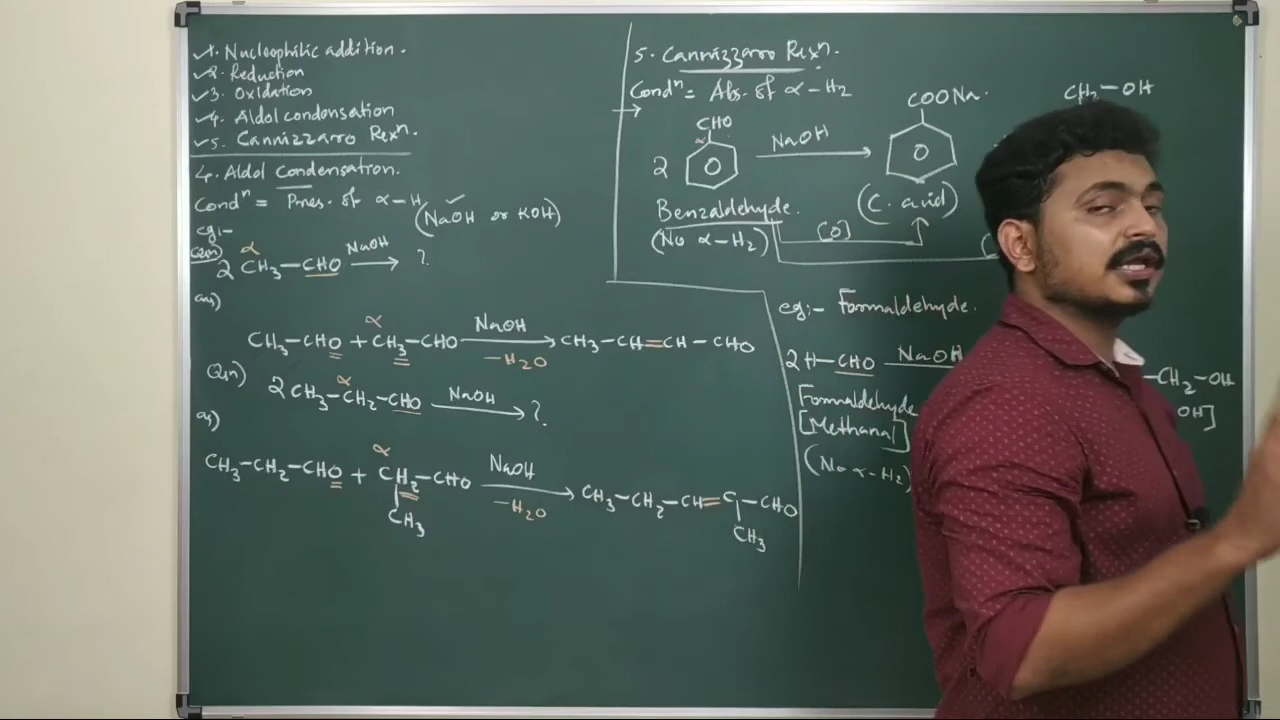 1. Nucleophilic addition.
2. Reduction
3. Oxidation
4. Aldol condensation
5. Cannizzaro Rexⁿ.
4. Aldol Condensation.
Condⁿ = Pres. of α-H
(NaOH or KOH)
eg:-
Qsn)
α
2 CH₃-CHO NaOH → ?
ans)
α
CH₃-CHO + CH₃-CHO NaOH → CH₃-CH=CH-CHO
-H₂O
Qsn)
α
2 CH₃-CH₂-CHO NaOH → ?
as)
α
CH₃-CH₂-CHO + CH₂-CHO NaOH → CH₃-CH₂-CH=C-CHO
-H₂O
CH₃
CH₃
5. Cannizzaro Rexⁿ.
Condⁿ = Abs. of α-H₂
CHO
α
2 NaOH →
COONa.
CH₂-OH
Benzaldehyde.
(No α-H₂)
(C. acid)
[O]
eg:- Formaldehyde.
2H-CHO NaOH
-CH₂-OH
Formaldehyde
OH]
[Methanal]
(No α-H₂)